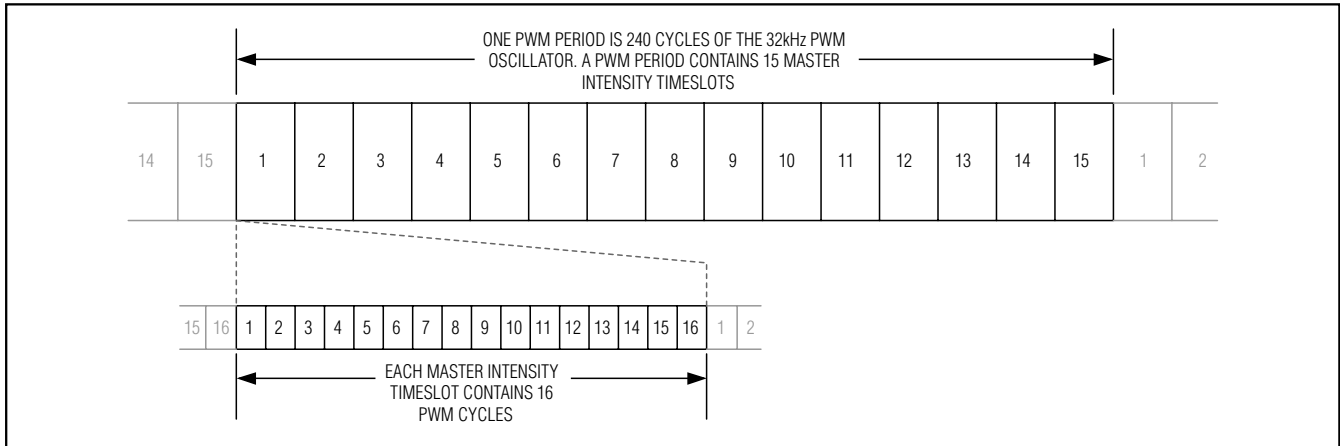 ONE PWM PERIOD IS 240 CYCLES OF THE 32kHz PWM
OSCILLATOR. A PWM PERIOD CONTAINS 15 MASTER
INTENSITY TIMESLOTS
14 15 1 2 3 4 5 6 7 8 9 10 11 12 13 14 15 1 2
15 16 1 2 3 4 5 6 7 8 9 10 11 12 13 14 15 16 1 2
EACH MASTER INTENSITY
TIMESLOT CONTAINS 16
PWM CYCLES